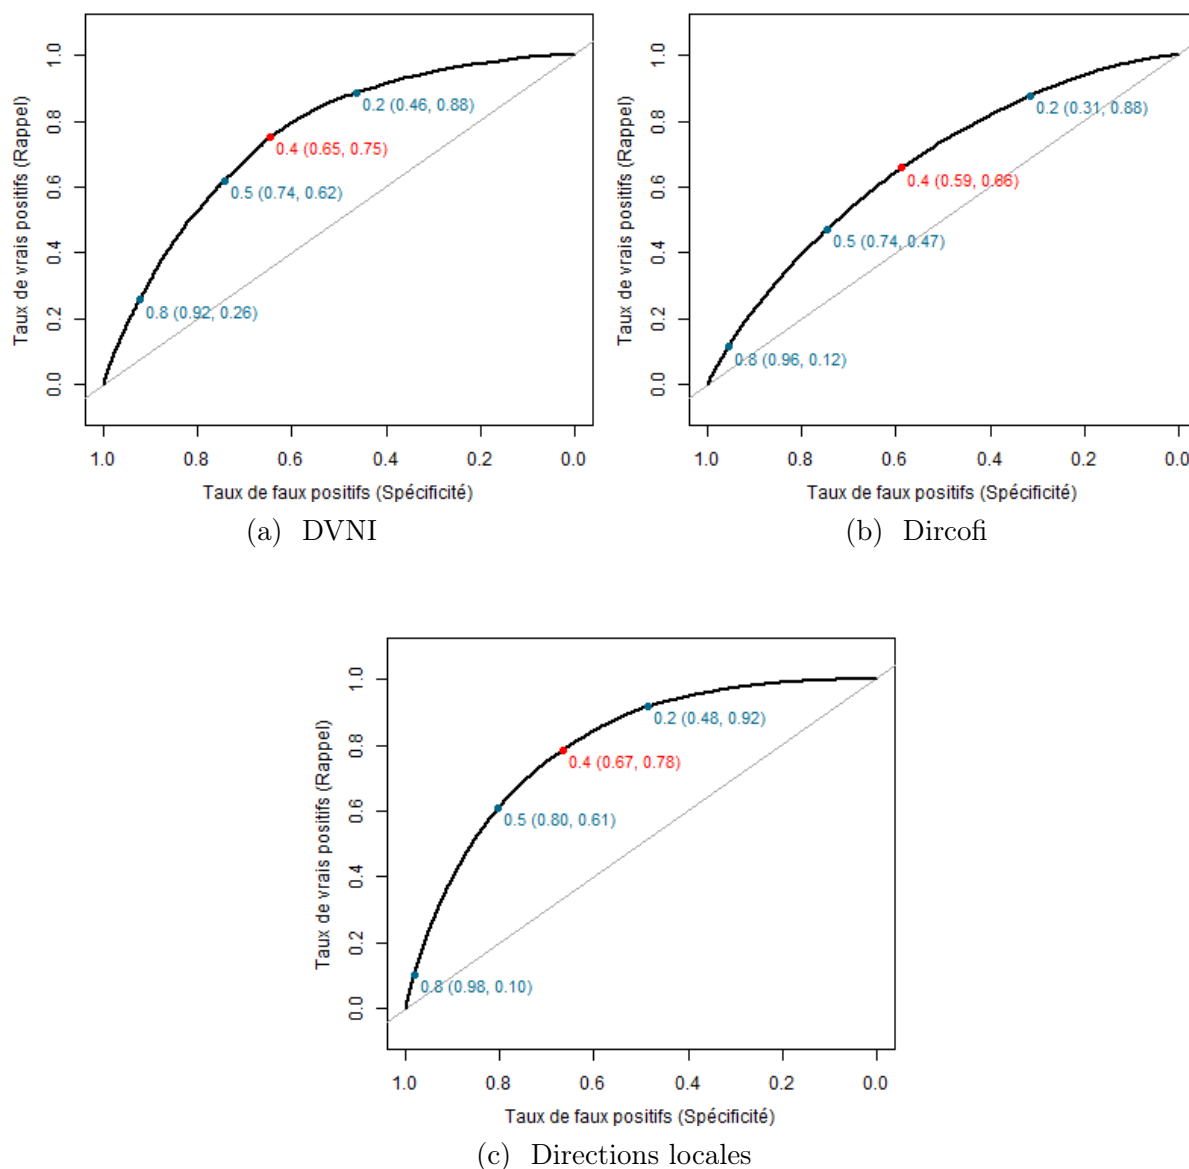 Taux de vrais positifs (Rappel)
1.0
0.8
0.6
0.4
0.2
0.0
0.2 (0.46, 0.88)
0.4 (0.65, 0.75)
0.5 (0.74, 0.62)
0.8 (0.92, 0.26)
1.0 0.8 0.6 0.4 0.2 0.0
Taux de faux positifs (Spécificité)
(a) DVNI
Taux de vrais positifs (Rappel)
1.0
0.8
0.6
0.4
0.2
0.0
0.2 (0.31, 0.88)
0.4 (0.59, 0.66)
0.5 (0.74, 0.47)
0.8 (0.96, 0.12)
1.0 0.8 0.6 0.4 0.2 0.0
Taux de faux positifs (Spécificité)
(b) Dircofi
Taux de vrais positifs (Rappel)
1.0
0.8
0.6
0.4
0.2
0.0
0.2 (0.48, 0.92)
0.4 (0.67, 0.78)
0.5 (0.80, 0.61)
0.8 (0.98, 0.10)
1.0 0.8 0.6 0.4 0.2 0.0
Taux de faux positifs (Spécificité)
(c) Directions locales